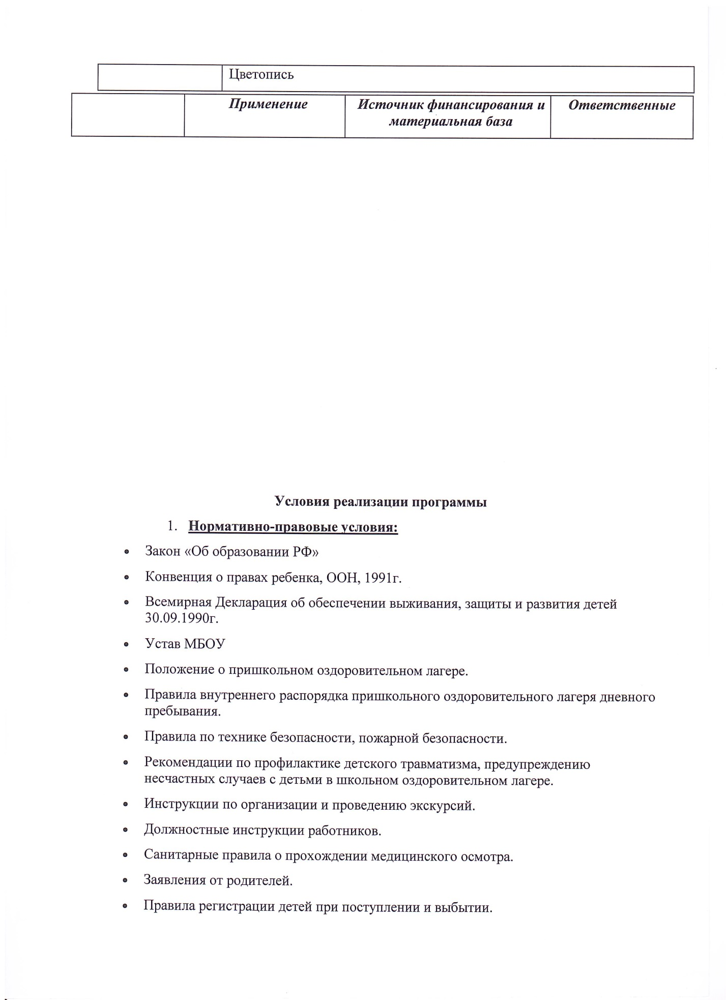 Цветопись
Применение
Источник финансирования и
материальная база
Ответственные
Условия реализации программы
1. Нормативно-правовые условия:
• Закон «Об образовании РФ»
• Конвенция о правах ребенка, ООН, 1991г.
• Всемирная Декларация об обеспечении выживания, защиты и развития детей
30.09.1990г.
• Устав МБОУ
• Положение о пришкольном оздоровительном лагере.
• Правила внутреннего распорядка пришкольного оздоровительного лагеря дневного
пребывания.
• Правила по технике безопасности, пожарной безопасности.
• Рекомендации по профилактике детского травматизма, предупреждению
несчастных случаев с детьми в школьном оздоровительном лагере.
• Инструкции по организации и проведению экскурсий.
• Должностные инструкции работников.
• Санитарные правила о прохождении медицинского осмотра.
• Заявления от родителей.
• Правила регистрации детей при поступлении и выбытии.